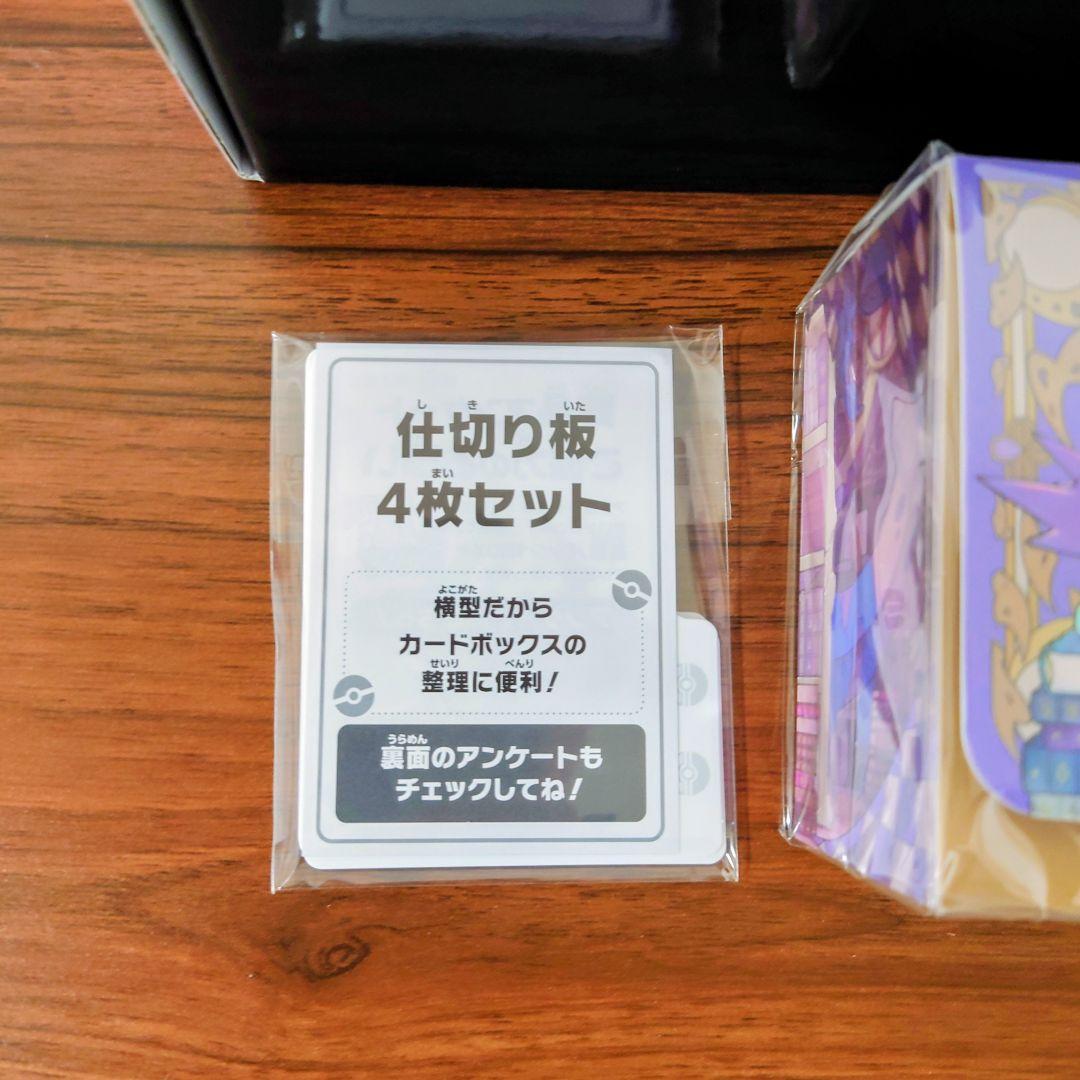 仕切り板
4枚セット
横型だから
カードボックスの
整理に便利!
裏面のアンケートも
チェックしてね!